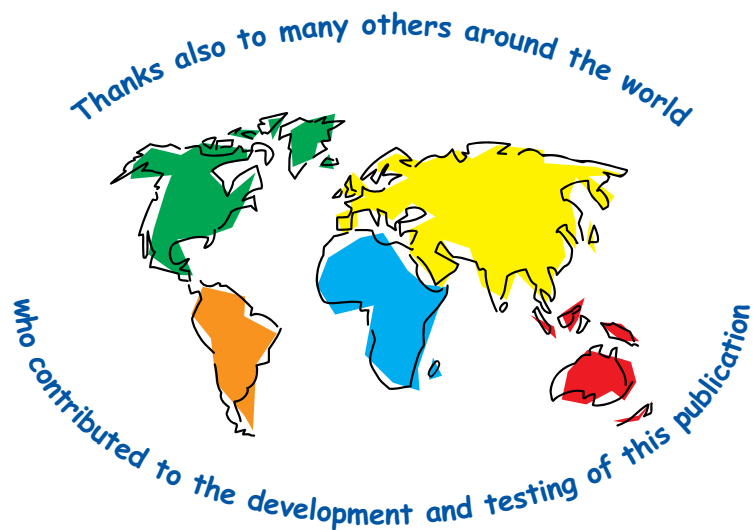 Thanks also to many others around the world
who contributed to the development and testing of this publication